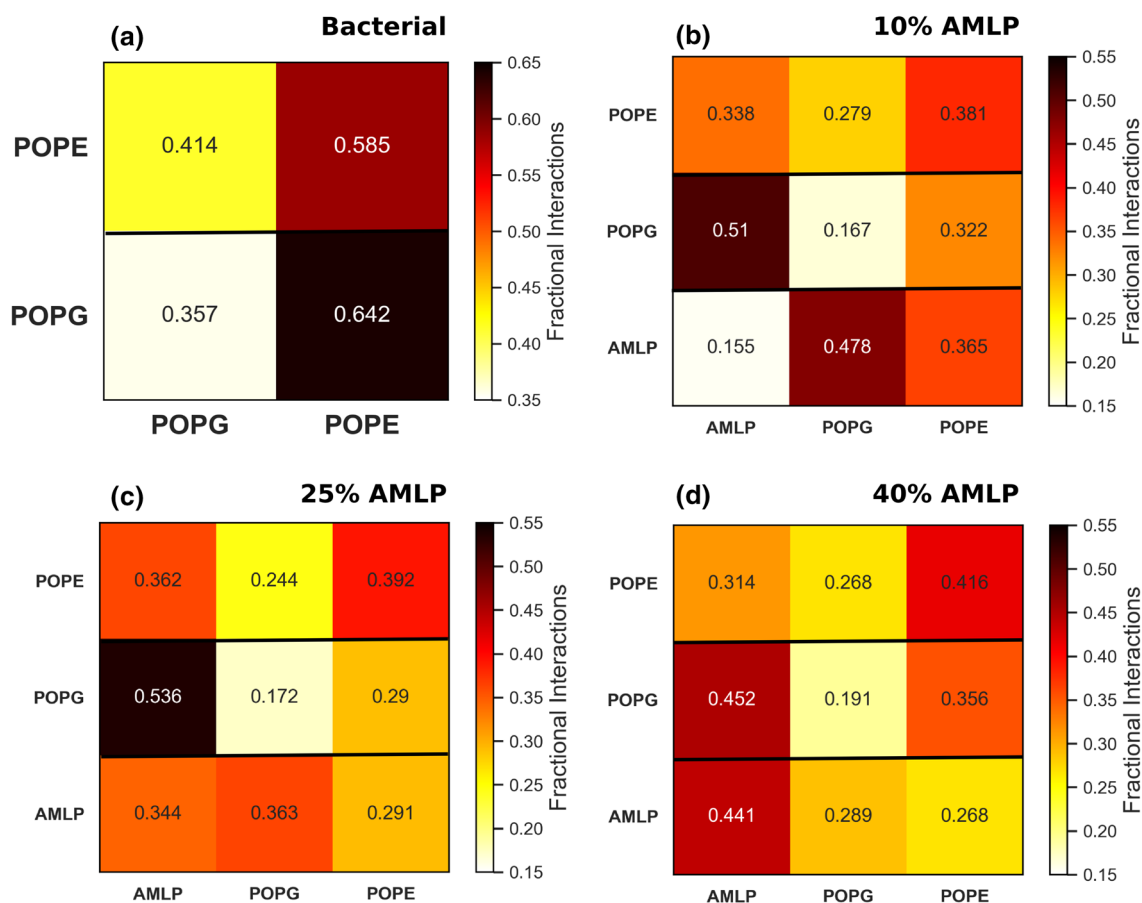 (a) Bacterial
POPE 0.414 0.585
POPG 0.357 0.642
POPG POPE
0.65
0.60
0.55
0.50
0.45
0.40
0.35
Fractional Interactions
(b) 10% AMLP
POPE 0.338 0.279 0.381
POPG 0.51 0.167 0.322
AMLP 0.155 0.478 0.365
AMLP POPG POPE
0.55
0.50
0.45
0.40
0.35
0.30
0.25
0.20
0.15
Fractional Interactions
(c) 25% AMLP
POPE 0.362 0.244 0.392
POPG 0.536 0.172 0.29
AMLP 0.344 0.363 0.291
AMLP POPG POPE
0.55
0.50
0.45
0.40
0.35
0.30
0.25
0.20
0.15
Fractional Interactions
(d) 40% AMLP
POPE 0.314 0.268 0.416
POPG 0.452 0.191 0.356
AMLP 0.441 0.289 0.268
AMLP POPG POPE
0.55
0.50
0.45
0.40
0.35
0.30
0.25
0.20
0.15
Fractional Interactions